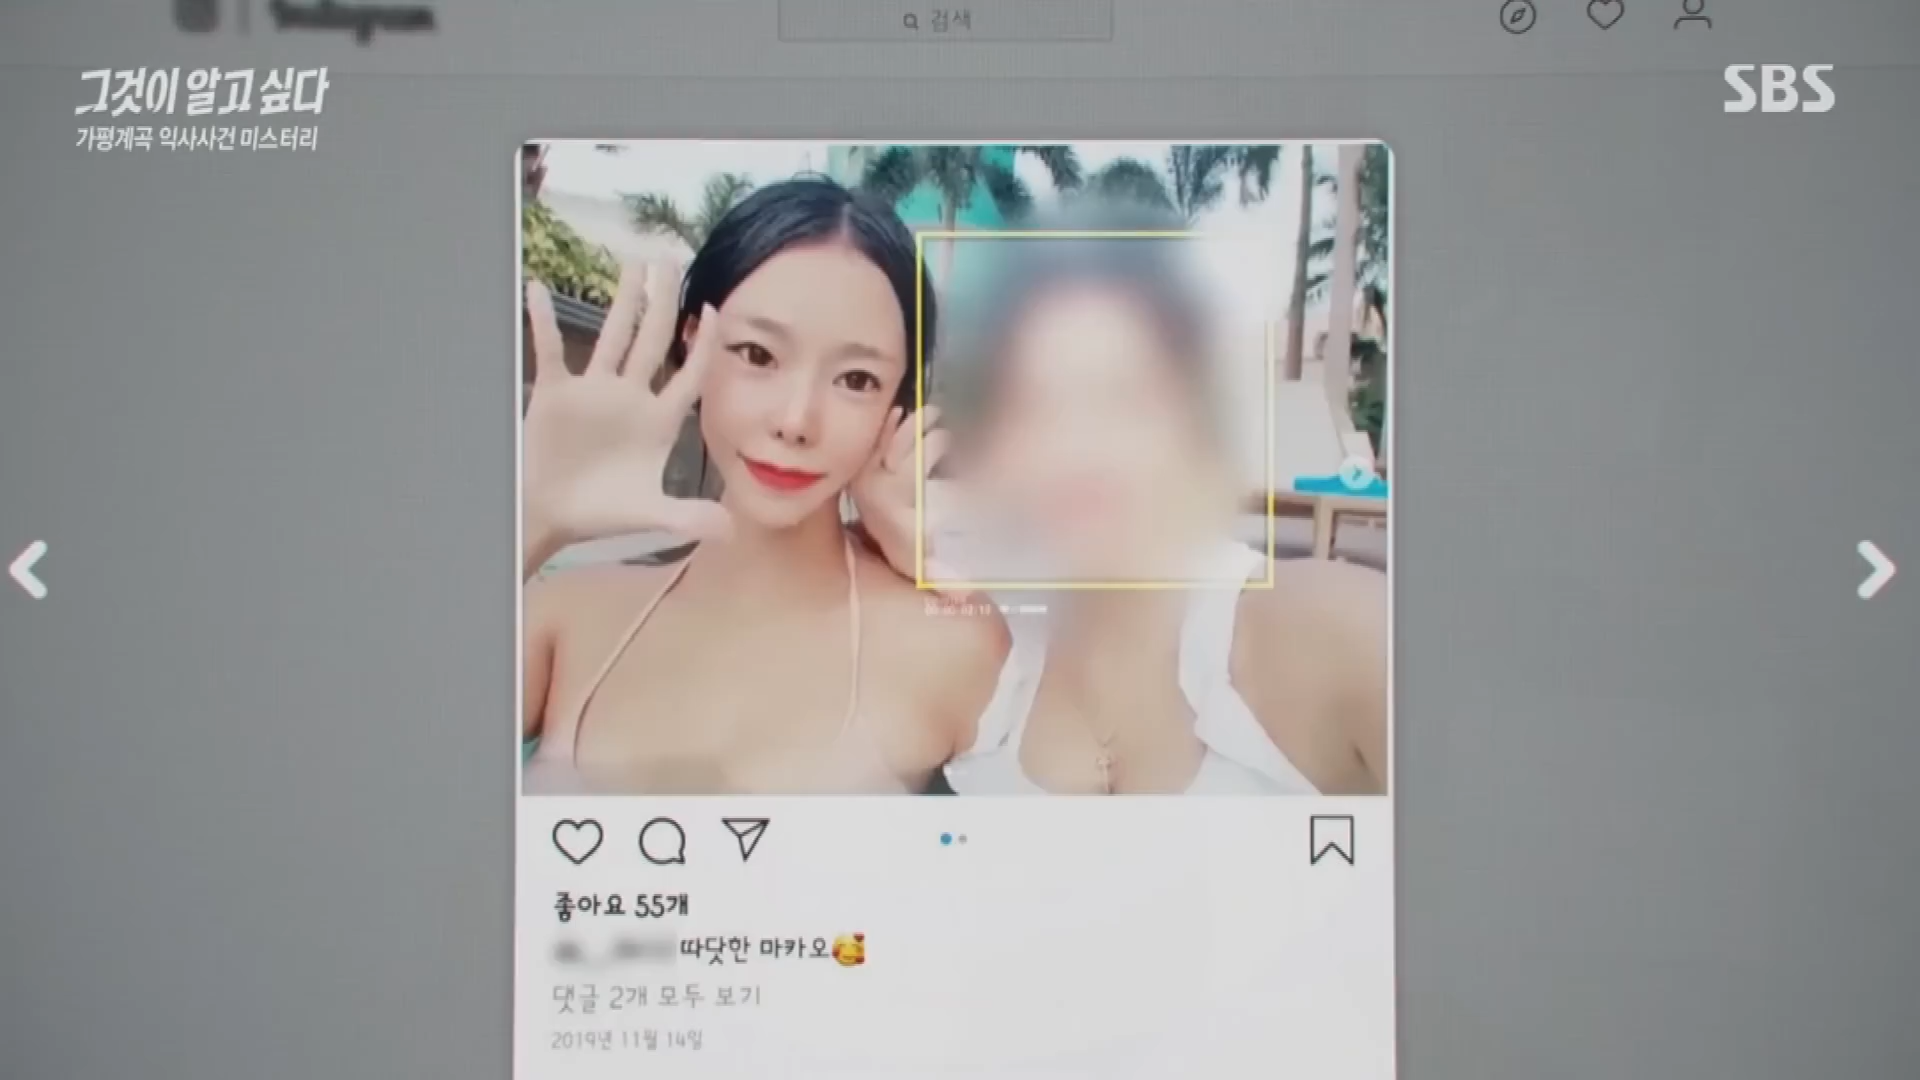 검색
그것이 알고 싶다
가평계곡 익사사건 미스터리
SBS
좋아요 55개
따닷한 마카오🥰
댓글 2개 모두 보기
2019년 11월 14일